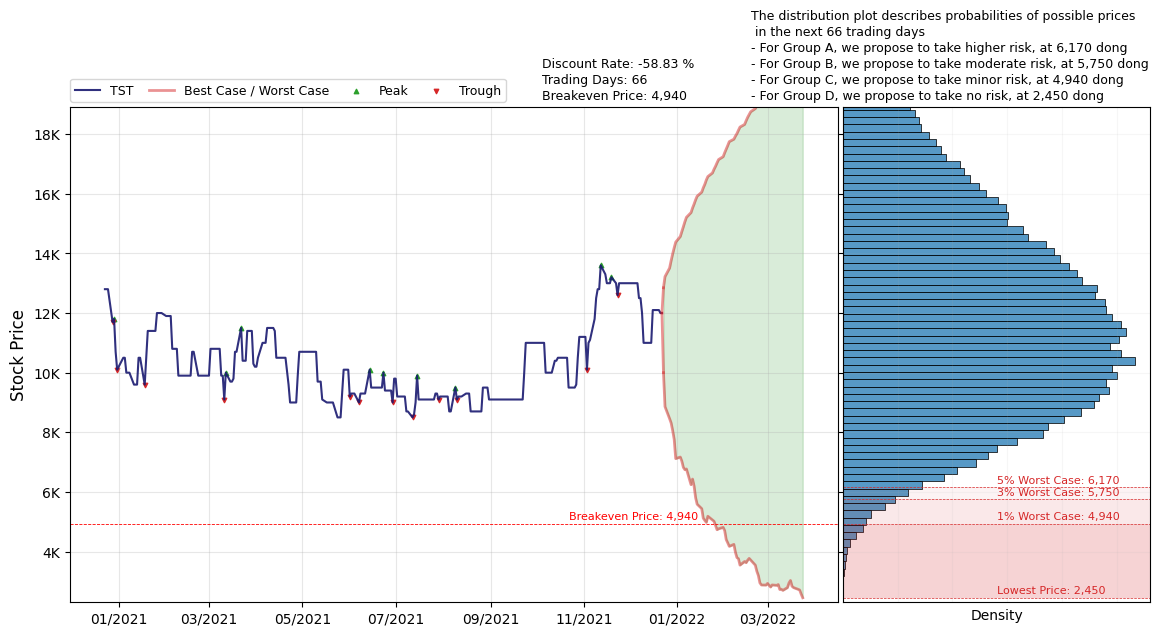 The distribution plot describes probabilities of possible prices
in the next 66 trading days
- For Group A, we propose to take higher risk, at 6,170 dong
- For Group B, we propose to take moderate risk, at 5,750 dong
- For Group C, we propose to take minor risk, at 4,940 dong
- For Group D, we propose to take no risk, at 2,450 dong
Discount Rate: -58.83 %
Trading Days: 66
Breakeven Price: 4,940
TST Best Case / Worst Case Peak Trough
Stock Price
18K
16K
14K
12K
10K
8K
6K
4K
Breakeven Price: 4,940
5% Worst Case: 6,170
3% Worst Case: 5,750
1% Worst Case: 4,940
Lowest Price: 2,450
01/2021 03/2021 05/2021 07/2021 09/2021 11/2021 01/2022 03/2022
Density